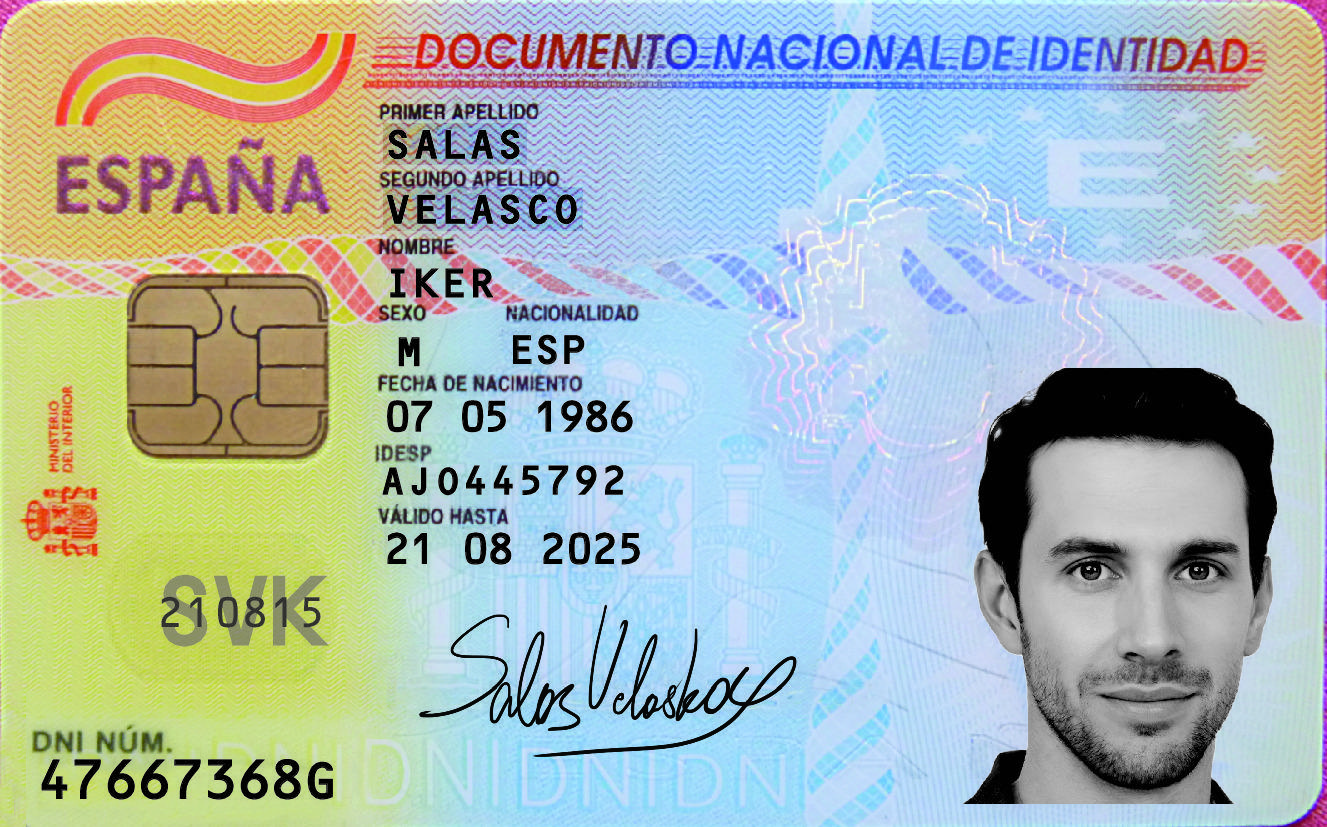 DOCUMENTO NACIONAL DE IDENTIDAD
ESPAÑA
PRIMER APELLIDO
SALAS
SEGUNDO APELLIDO
VELASCO
NOMBRE
IKER
SEXO NACIONALIDAD
M ESP
FECHA DE NACIMIENTO
07 05 1986
IDESP
AJ0445792
VÁLIDO HASTA
21 08 2025
MINISTERIO
DEL INTERIOR
SVK
210815
Salas Velasko
DNI NÚM.
47667368G
DNIDNIDNIDNI
E